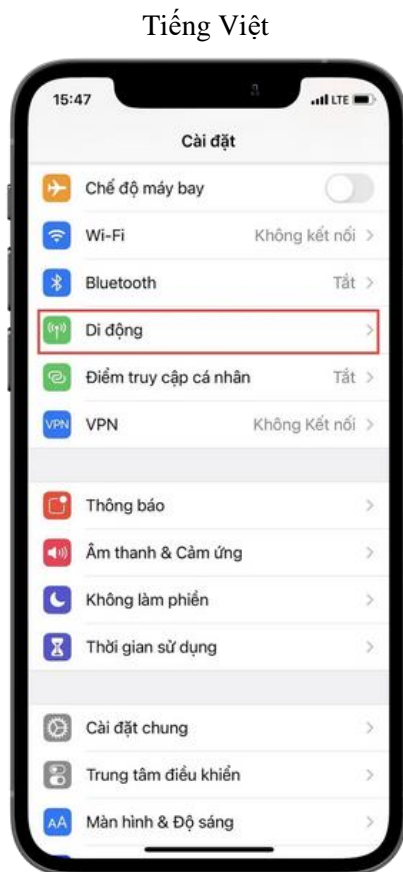 Tiếng Việt
15:47 LTE
Cài đặt
Chế độ máy bay
Wi-Fi Không kết nối
Bluetooth Tắt
Di động
Điểm truy cập cá nhân Tắt
VPN VPN Không Kết nối
Thông báo
Âm thanh & Cảm ứng
Không làm phiền
Thời gian sử dụng
Cài đặt chung
Trung tâm điều khiển
AA Màn hình & Độ sáng